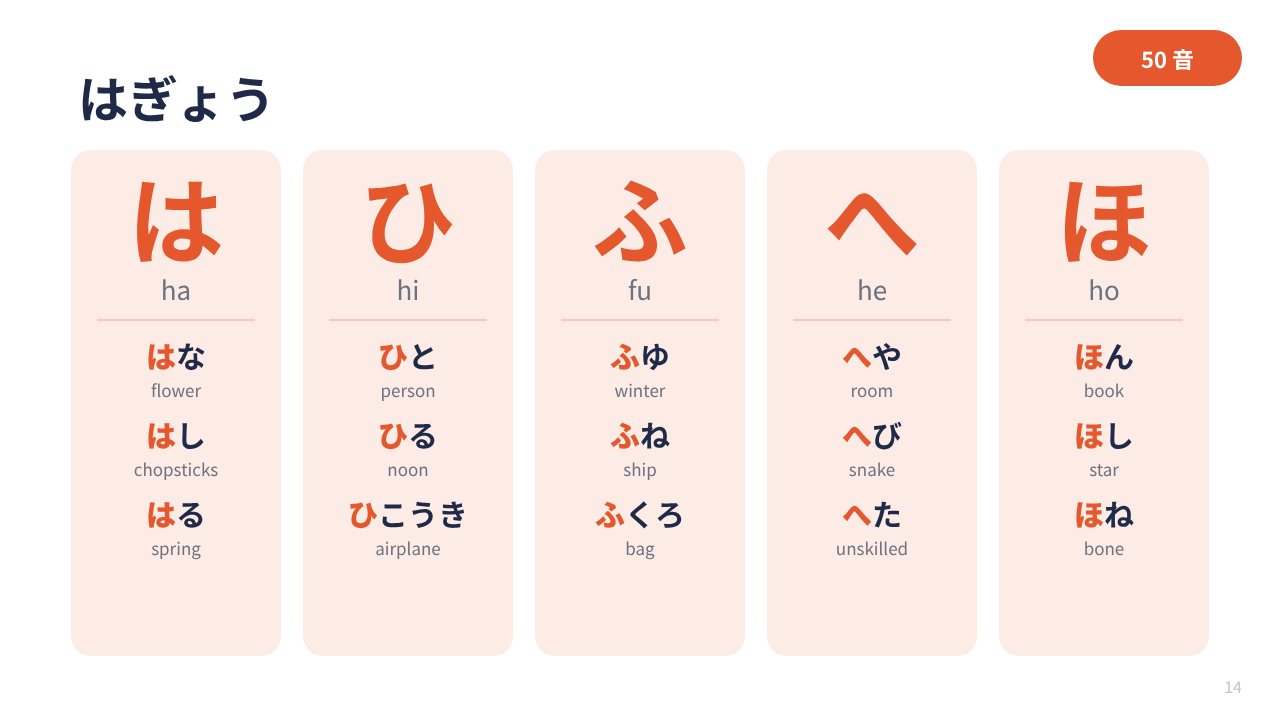 50 音
はぎょう
は
ha
はな
flower
はし
chopsticks
はる
spring
ひ
hi
ひと
person
ひる
noon
ひこうき
airplane
ふ
fu
ふゆ
winter
ふね
ship
ふくろ
bag
へ
he
へや
room
へび
snake
へた
unskilled
ほ
ho
ほん
book
ほし
star
ほね
bone
14